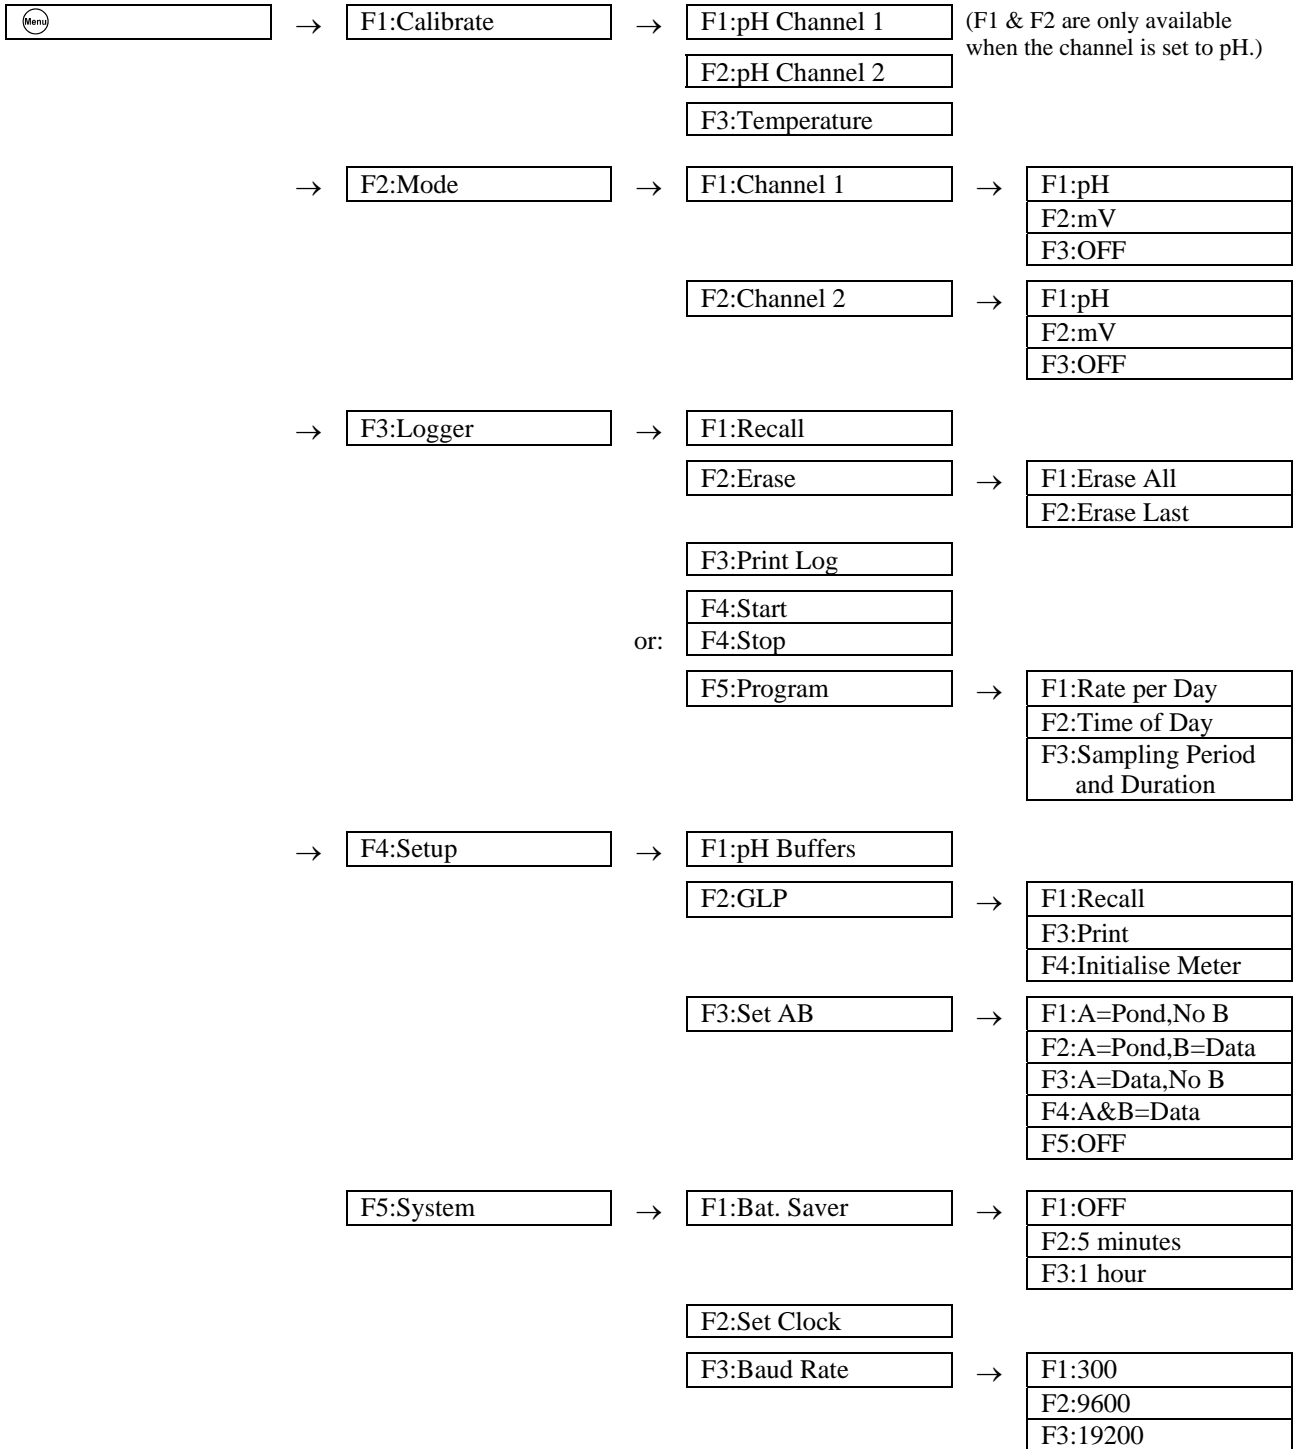 Menu → F1:Calibrate → F1:pH Channel 1 (F1 & F2 are only available
when the channel is set to pH.)
F2:pH Channel 2
F3:Temperature
→ F2:Mode → F1:Channel 1 → F1:pH
F2:mV
F3:OFF
F2:Channel 2 → F1:pH
F2:mV
F3:OFF
→ F3:Logger → F1:Recall
F2:Erase → F1:Erase All
F2:Erase Last
F3:Print Log
F4:Start
or: F4:Stop
F5:Program → F1:Rate per Day
F2:Time of Day
F3:Sampling Period
and Duration
→ F4:Setup → F1:pH Buffers
F2:GLP → F1:Recall
F3:Print
F4:Initialise Meter
F3:Set AB → F1:A=Pond,No B
F2:A=Pond,B=Data
F3:A=Data,No B
F4:A&B=Data
F5:OFF
F5:System → F1:Bat. Saver → F1:OFF
F2:5 minutes
F3:1 hour
F2:Set Clock
F3:Baud Rate → F1:300
F2:9600
F3:19200